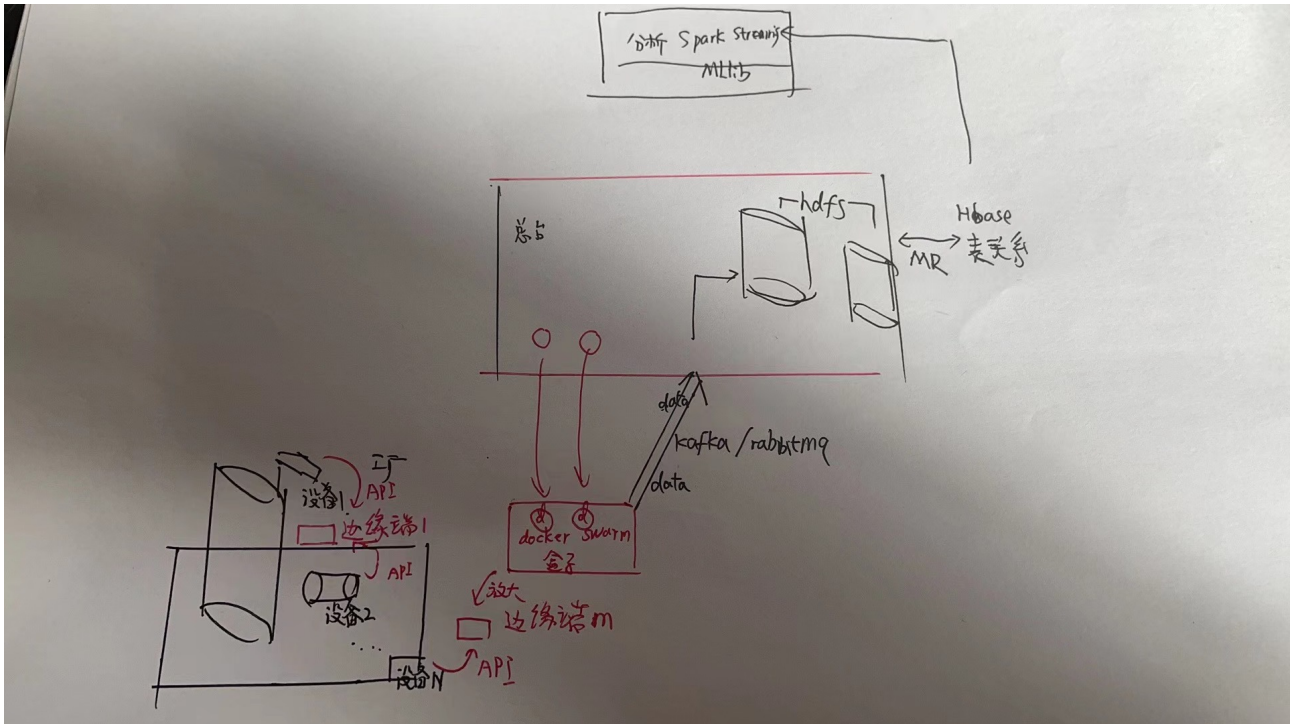 分析 Spark Streaming
MLlib
hdfs
Hbase
表关系
MR
总部
data
kafka/rabbitmq
data
工厂
设备1
API
边缘端1
API
设备2
....
设备N
API
docker swarm
d
d
盒子
放大
边缘端m